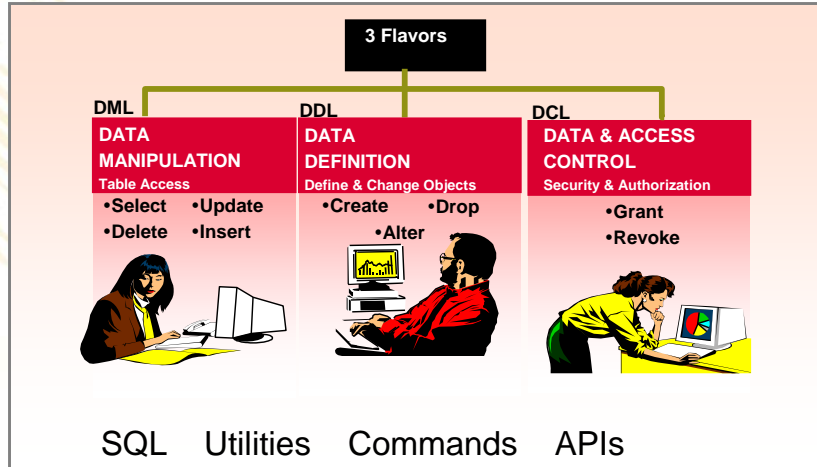 3 Flavors
DML
DATA
MANIPULATION
Table Access
•Select •Update
•Delete •Insert
DDL
DATA
DEFINITION
Define & Change Objects
•Create •Drop
•Alter
DCL
DATA & ACCESS
CONTROL
Security & Authorization
•Grant
•Revoke
SQL Utilities Commands APIs